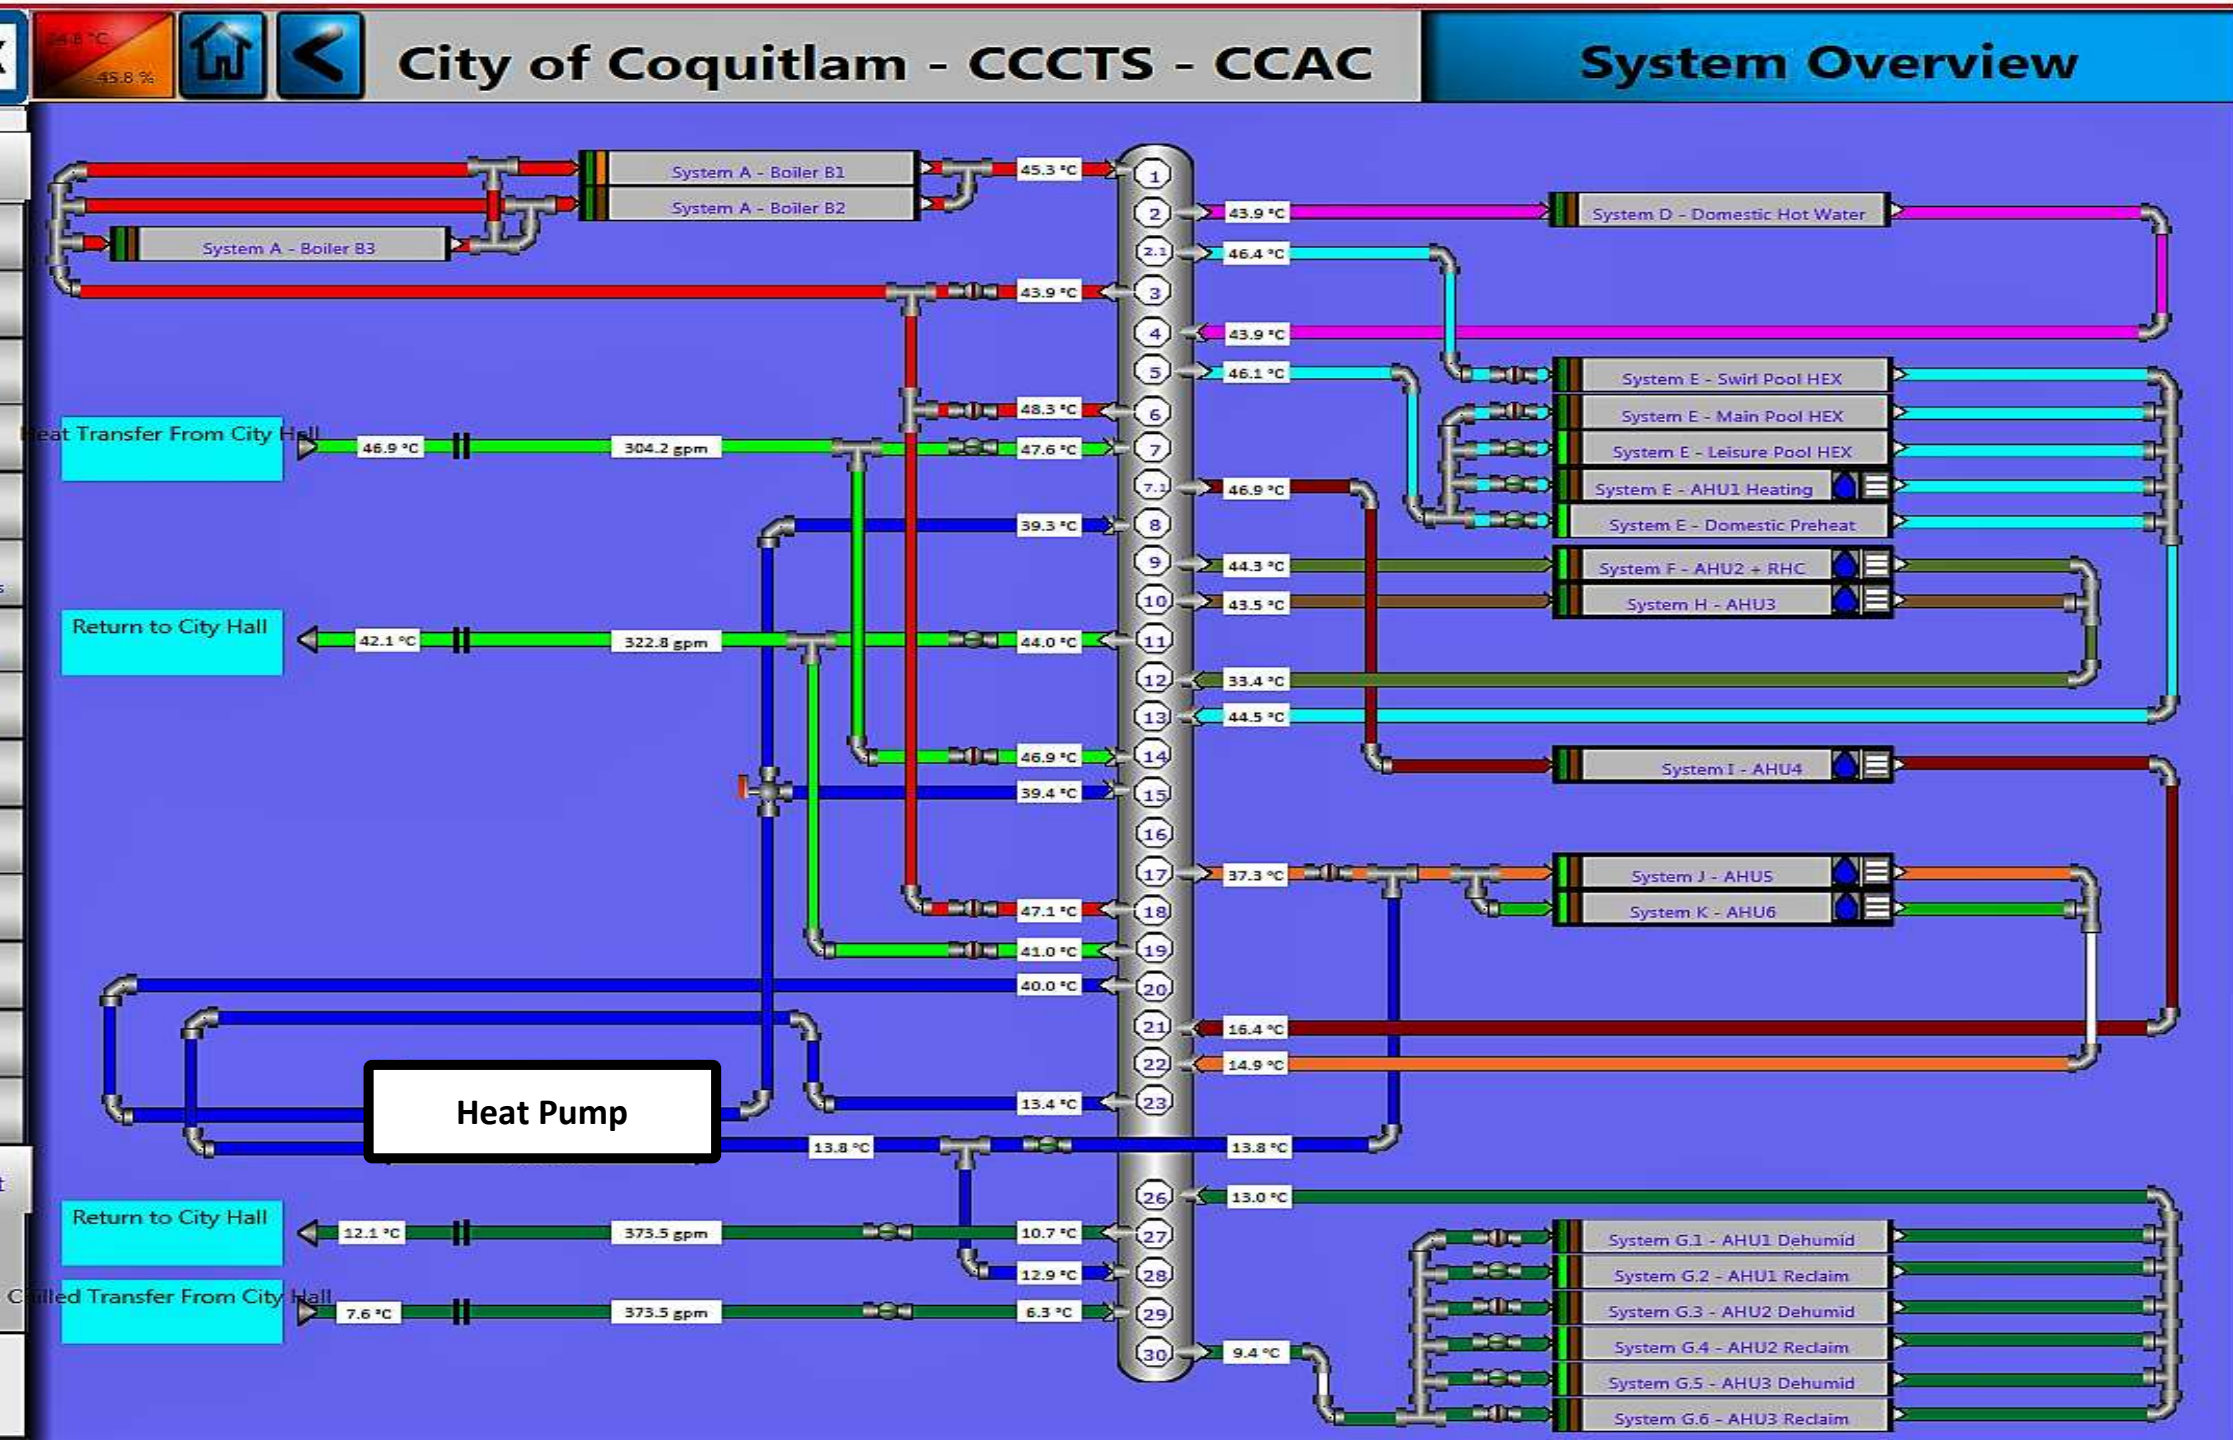 24.8 °C
45.8 %
City of Coquitlam - CCCTS - CCAC
System Overview
System A - Boiler B1
System A - Boiler B2
System A - Boiler B3
45.3 °C
1
2
43.9 °C
System D - Domestic Hot Water
2.1
46.4 °C
43.9 °C
3
4
43.9 °C
5
46.1 °C
System E - Swirl Pool HEX
48.3 °C
6
System E - Main Pool HEX
Heat Transfer From City Hall
46.9 °C
304.2 gpm
47.6 °C
7
System E - Leisure Pool HEX
7.1
46.9 °C
System E - AHU1 Heating
39.3 °C
8
System E - Domestic Preheat
9
44.3 °C
System F - AHU2 + RHC
10
43.5 °C
System H - AHU3
Return to City Hall
42.1 °C
322.8 gpm
44.0 °C
11
12
33.4 °C
13
44.5 °C
46.9 °C
14
System I - AHU4
39.4 °C
15
16
17
37.3 °C
System J - AHU5
47.1 °C
18
System K - AHU6
41.0 °C
19
40.0 °C
20
21
16.4 °C
22
14.9 °C
13.4 °C
23
Heat Pump
13.8 °C
13.8 °C
26
13.0 °C
Return to City Hall
12.1 °C
373.5 gpm
10.7 °C
27
System G.1 - AHU1 Dehumid
12.9 °C
28
System G.2 - AHU1 Reclaim
Chilled Transfer From City Hall
7.6 °C
373.5 gpm
6.3 °C
29
System G.3 - AHU2 Dehumid
30
9.4 °C
System G.4 - AHU2 Reclaim
System G.5 - AHU3 Dehumid
System G.6 - AHU3 Reclaim